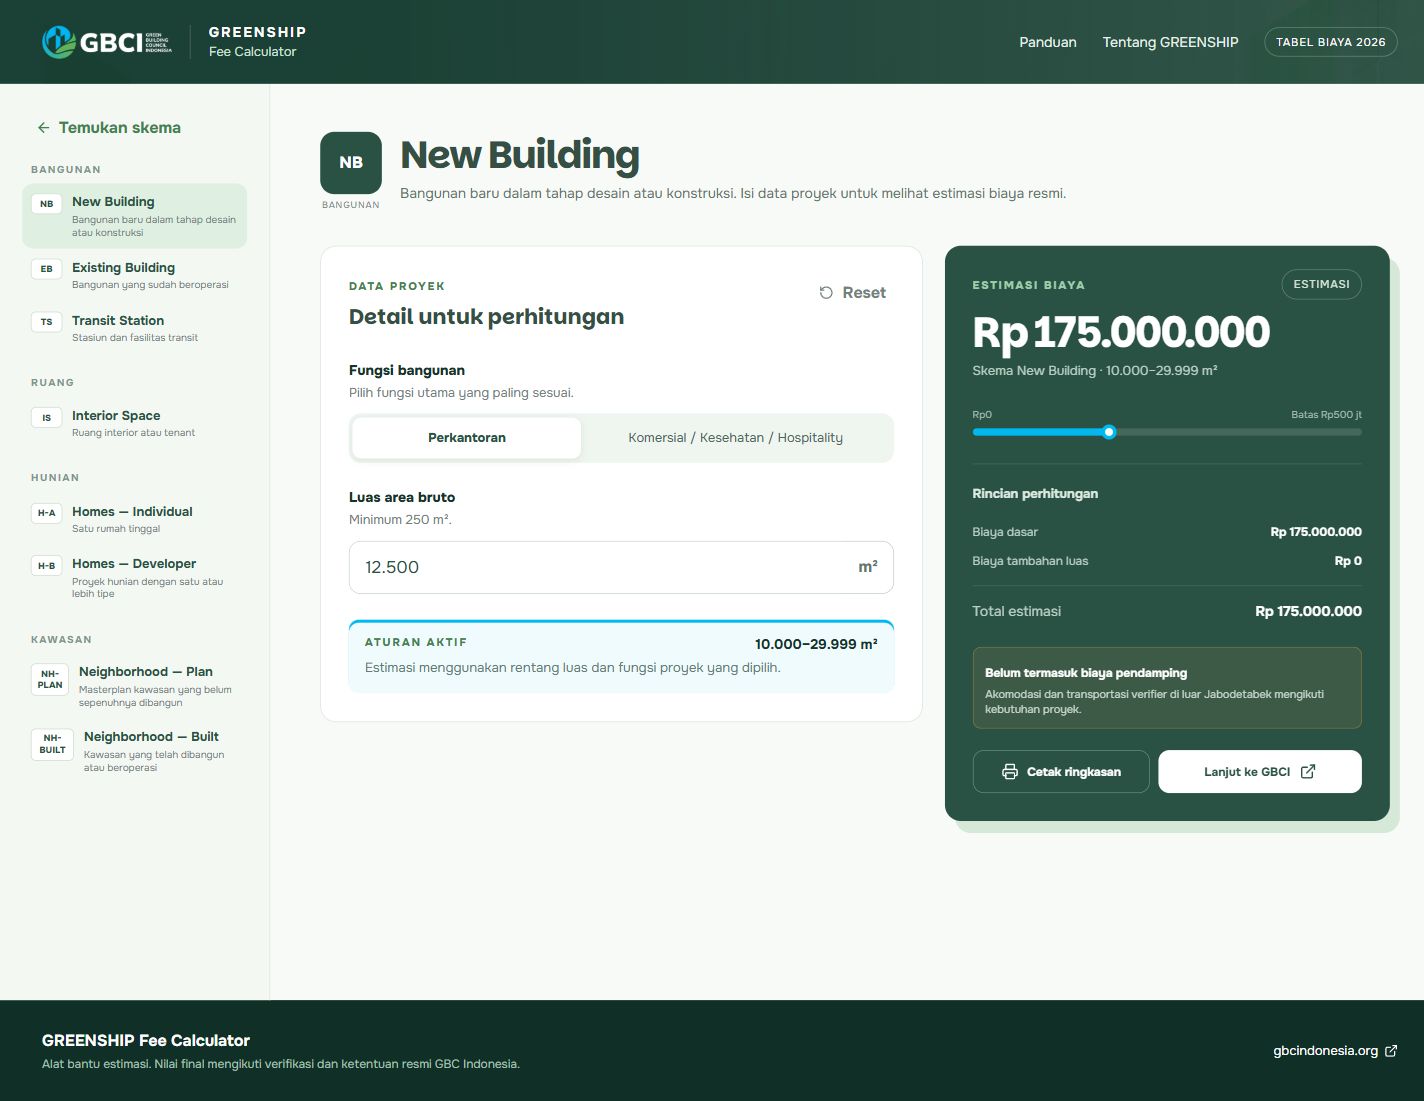 GBCI GREEN BUILDING COUNCIL INDONESIA
GREENSHIP
Fee Calculator
Panduan
Tentang GREENSHIP
TABEL BIAYA 2026
Temukan skema
BANGUNAN
NB
New Building
Bangunan baru dalam tahap desain
atau konstruksi
EB
Existing Building
Bangunan yang sudah beroperasi
TS
Transit Station
Stasiun dan fasilitas transit
RUANG
IS
Interior Space
Ruang interior atau tenant
HUNIAN
H-A
Homes — Individual
Satu rumah tinggal
H-B
Homes — Developer
Proyek hunian dengan satu atau
lebih tipe
KAWASAN
NH-
PLAN
Neighborhood — Plan
Masterplan kawasan yang belum
sepenuhnya dibangun
NH-
BUILT
Neighborhood — Built
Kawasan yang telah dibangun
atau beroperasi
NB
BANGUNAN
New Building
Bangunan baru dalam tahap desain atau konstruksi. Isi data proyek untuk melihat estimasi biaya resmi.
DATA PROYEK
Detail untuk perhitungan
Reset
Fungsi bangunan
Pilih fungsi utama yang paling sesuai.
Perkantoran
Komersial / Kesehatan / Hospitality
Luas area bruto
Minimum 250 m².
12.500
m²
ATURAN AKTIF
10.000–29.999 m²
Estimasi menggunakan rentang luas dan fungsi proyek yang dipilih.
ESTIMASI BIAYA
ESTIMASI
Rp 175.000.000
Skema New Building · 10.000–29.999 m²
Rp0
Batas Rp500 jt
Rincian perhitungan
Biaya dasar
Rp 175.000.000
Biaya tambahan luas
Rp 0
Total estimasi
Rp 175.000.000
Belum termasuk biaya pendamping
Akomodasi dan transportasi verifier di luar Jabodetabek mengikuti
kebutuhan proyek.
Cetak ringkasan
Lanjut ke GBCI
GREENSHIP Fee Calculator
Alat bantu estimasi. Nilai final mengikuti verifikasi dan ketentuan resmi GBC Indonesia.
gbcindonesia.org